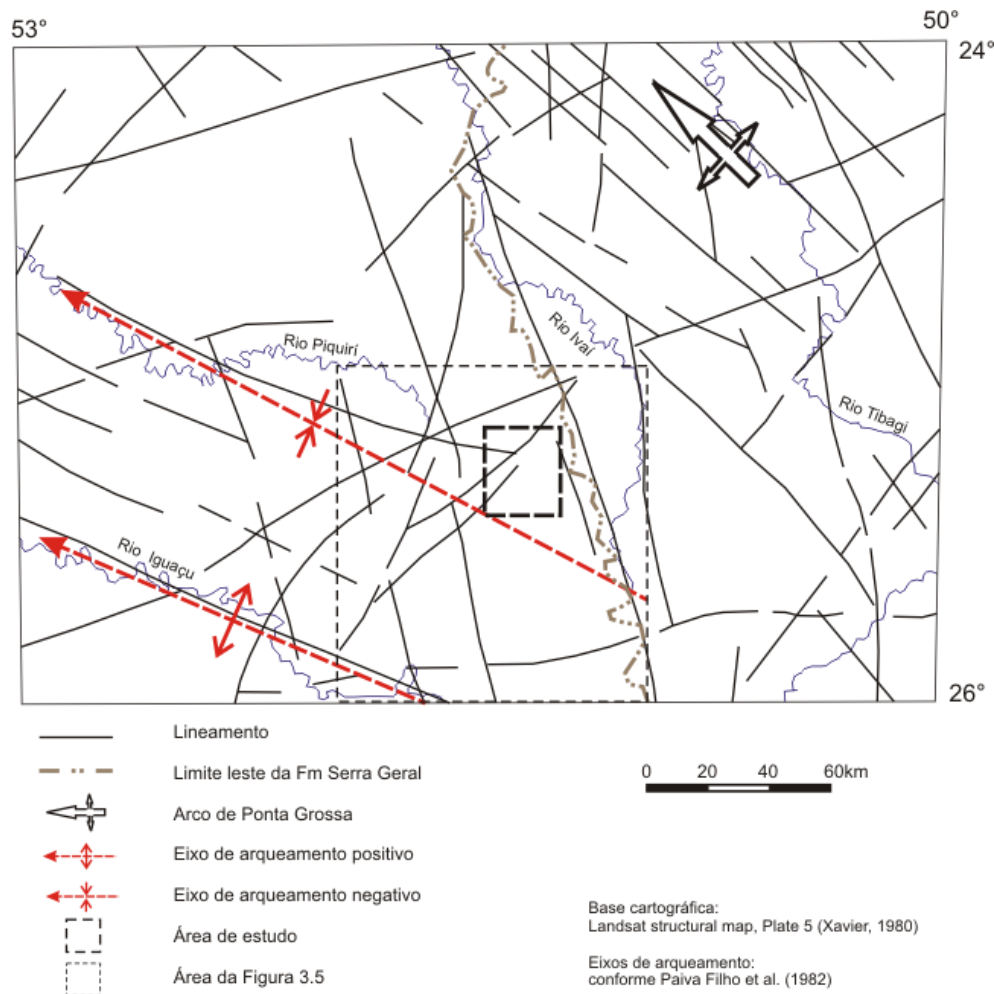 53°
50°
24°
Rio Ivaí
Rio Piquirí
Rio Tibagi
Rio Iguaçu
26°
Lineamento
Limite leste da Fm Serra Geral
0 20 40 60km
Arco de Ponta Grossa
Eixo de arqueamento positivo
Eixo de arqueamento negativo
Área de estudo
Área da Figura 3.5
Base cartográfica:
Landsat structural map, Plate 5 (Xavier, 1980)
Eixos de arqueamento:
conforme Paiva Filho et al. (1982)